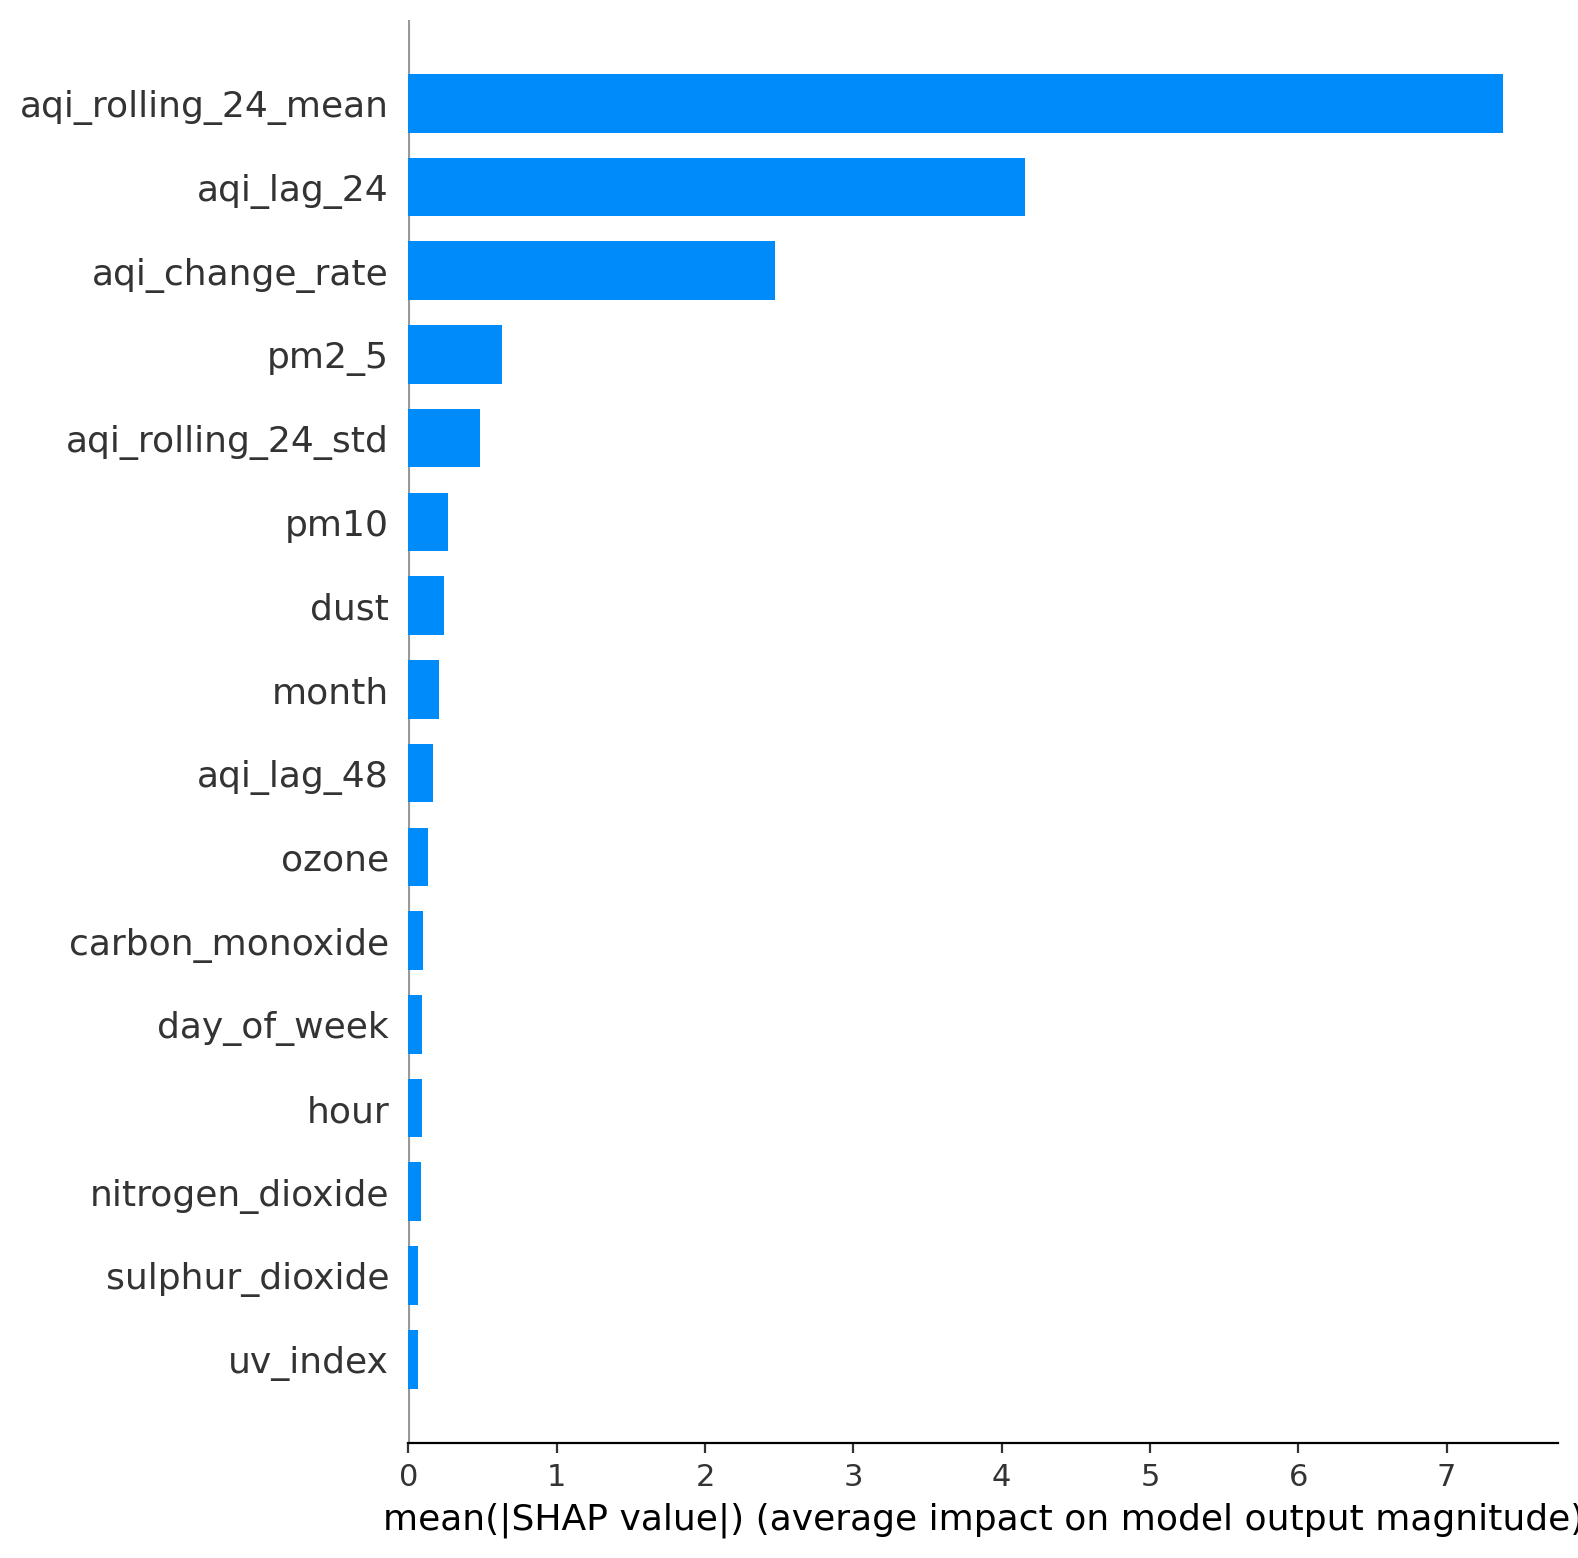 aqi_rolling_24_mean
aqi_lag_24
aqi_change_rate
pm2_5
aqi_rolling_24_std
pm10
dust
month
aqi_lag_48
ozone
carbon_monoxide
day_of_week
hour
nitrogen_dioxide
sulphur_dioxide
uv_index
0 1 2 3 4 5 6 7
mean(|SHAP value|) (average impact on model output magnitude)